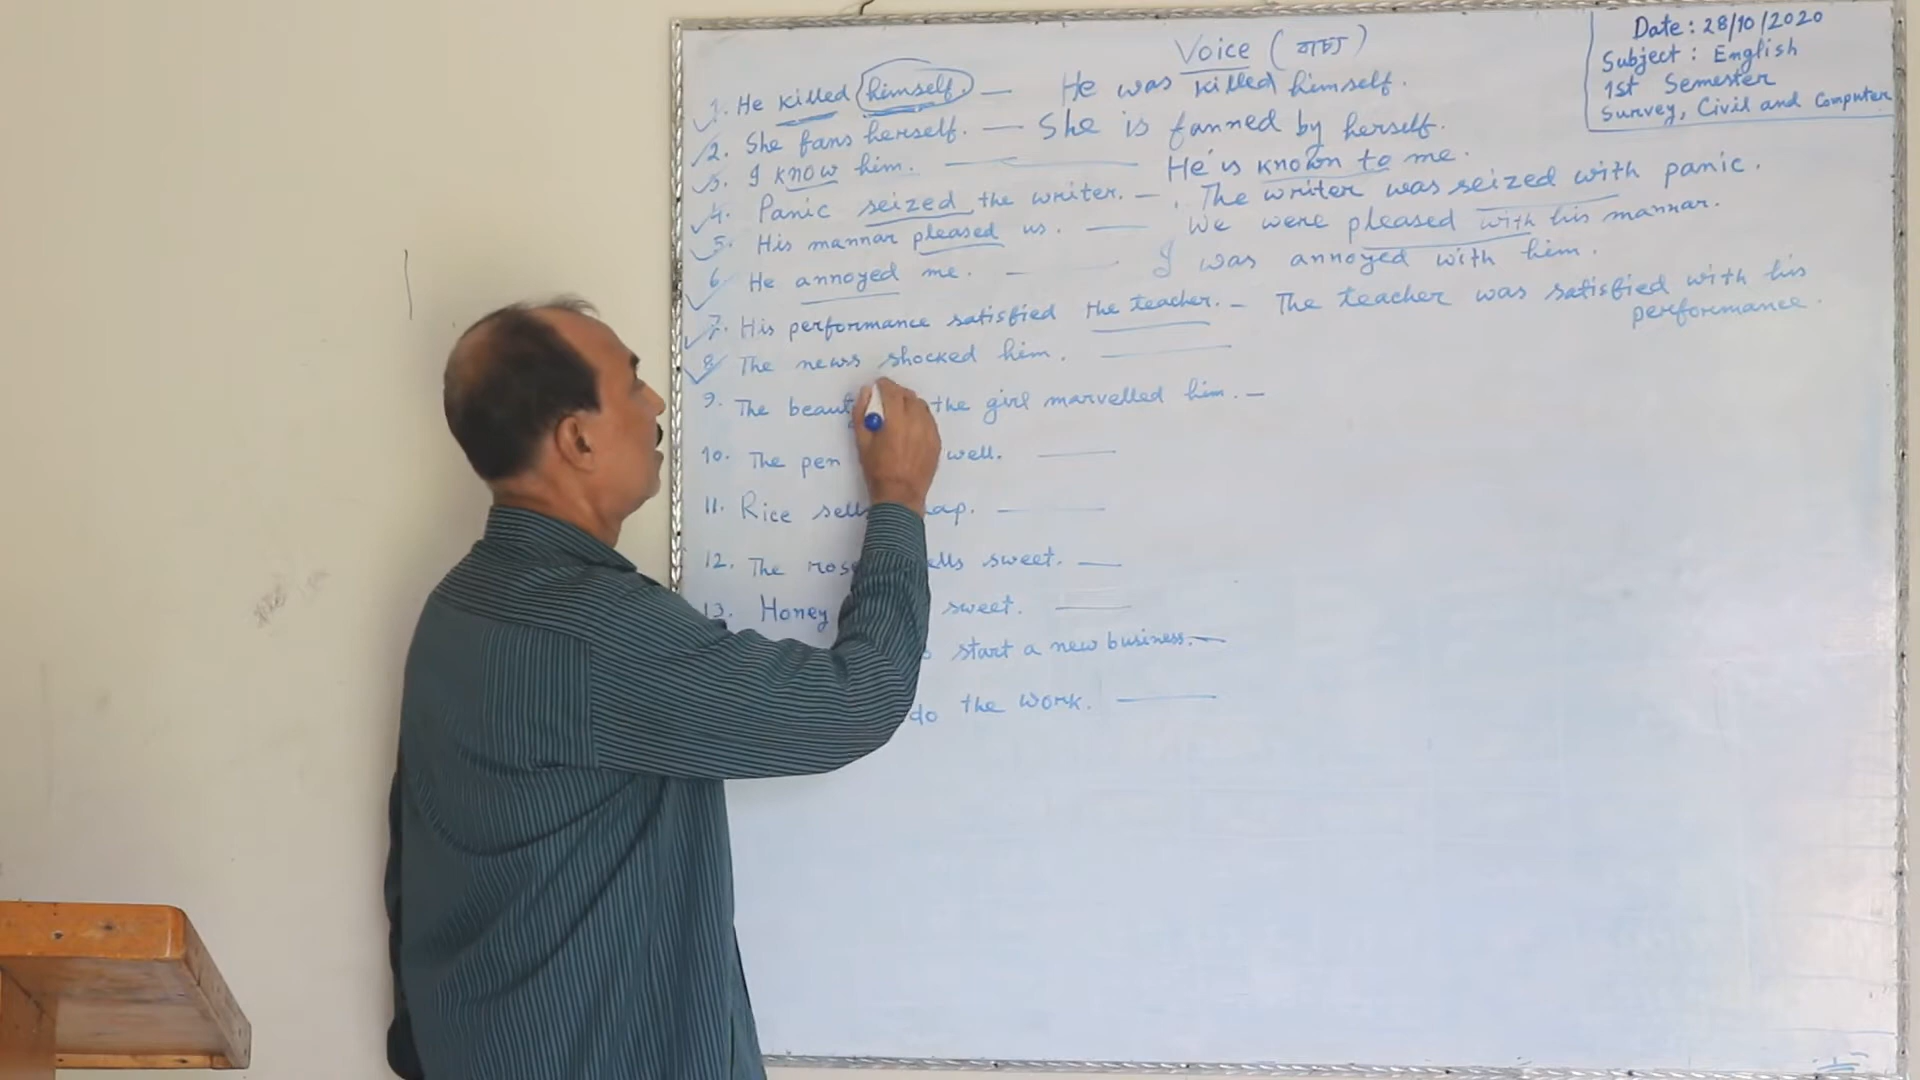 Voice (বাচ্য)
Date: 28/10/2020
Subject: English
1st Semester
Survey, Civil and Computer
1. He killed himself. — He was killed himself.
2. She fans herself. — She is fanned by herself.
3. I know him. — He is known to me.
4. Panic seized the writer. — The writer was seized with panic.
5. His mannar pleased us. — We were pleased with his mannar.
6 He annoyed me. — I was annoyed with him.
7. His performance satisfied the teacher. — The teacher was satisfied with his
performance.
8 The news shocked him. —
9. The the girl marvelled him. —
10. The pen well. —
11. Rice —
12. The sweet. —
13. Honey sweet. —
start a new business. —
do the work. —